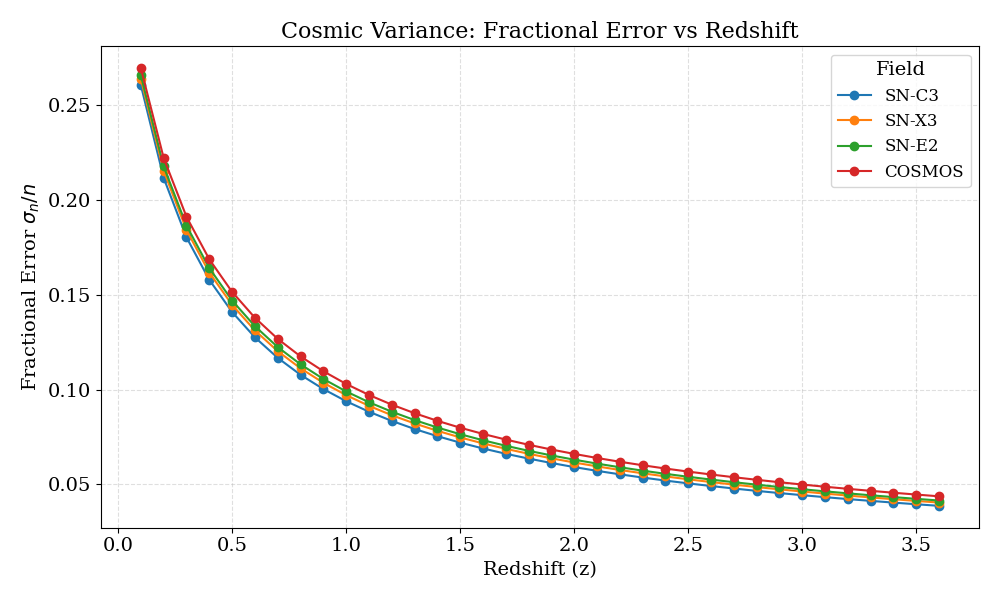 Cosmic Variance: Fractional Error vs Redshift
Fractional Error σₙ/n
0.25
0.20
0.15
0.10
0.05
Field
SN-C3
SN-X3
SN-E2
COSMOS
0.0 0.5 1.0 1.5 2.0 2.5 3.0 3.5
Redshift (z)